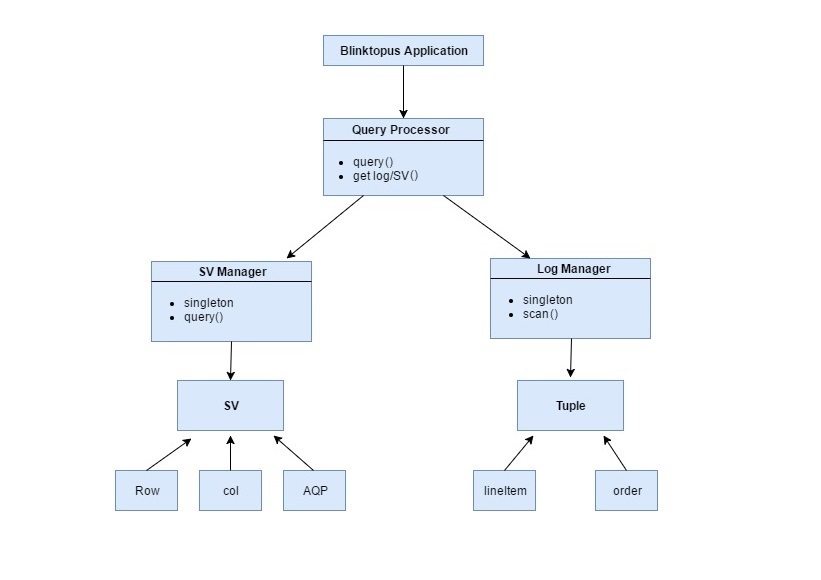 Blinktopus Application
Query Processor
query()
get log/SV()
SV Manager
singleton
query()
Log Manager
singleton
scan()
SV
Tuple
Row
col
AQP
lineItem
order